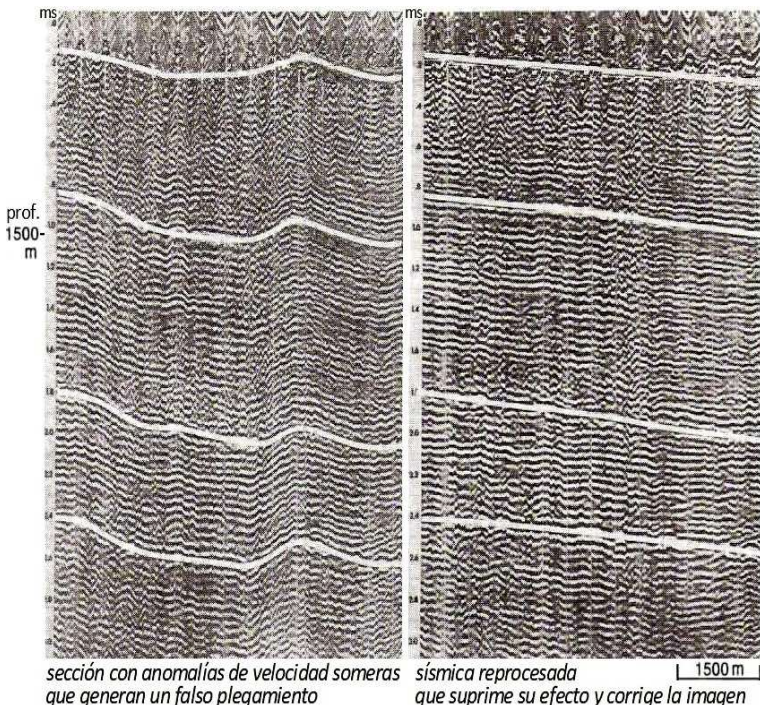 ms
ms
prof.
1500-
m
sección con anomalías de velocidad someras
que generan un falso plegamiento
sísmica reprocesada
que suprime su efecto y corrige la imagen
1500 m